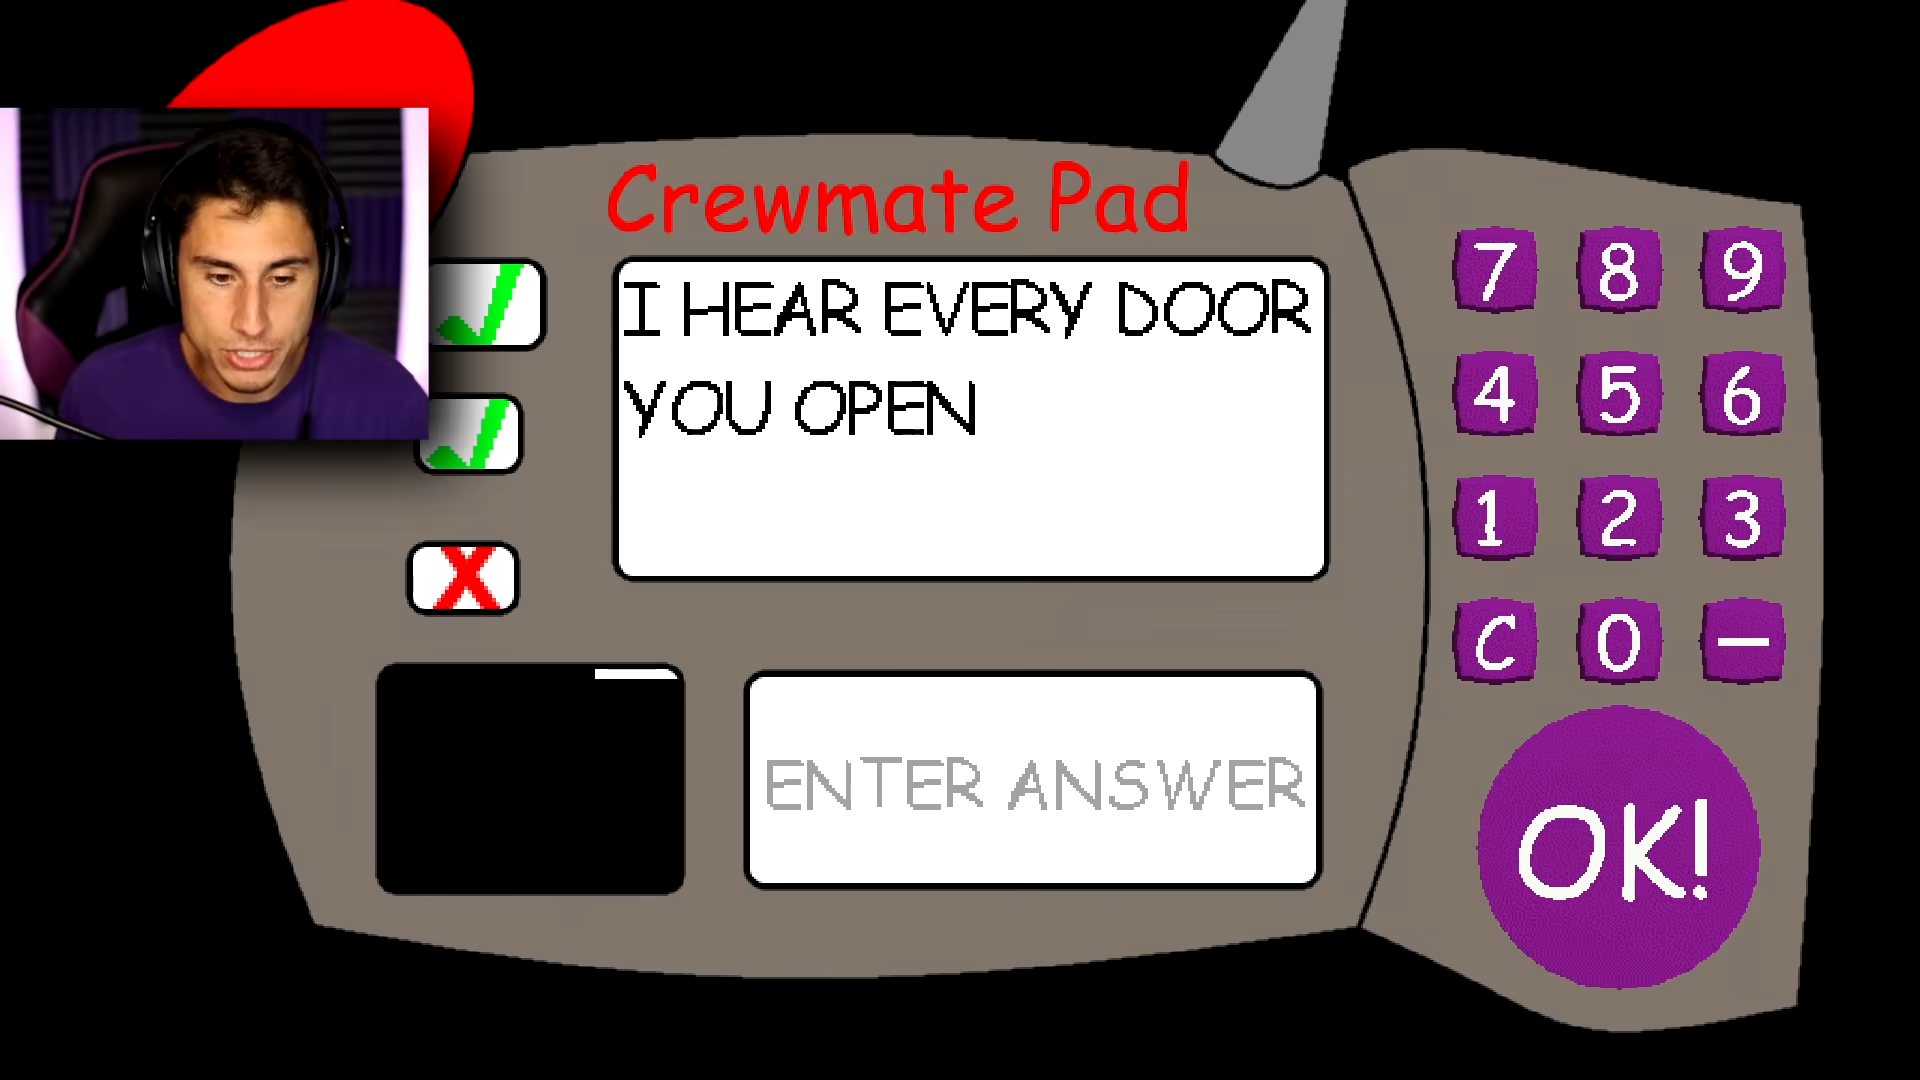 Crewmate Pad
I HEAR EVERY DOOR
YOU OPEN
7 8 9
4 5 6
1 2 3
C 0 —
ENTER ANSWER
OK!